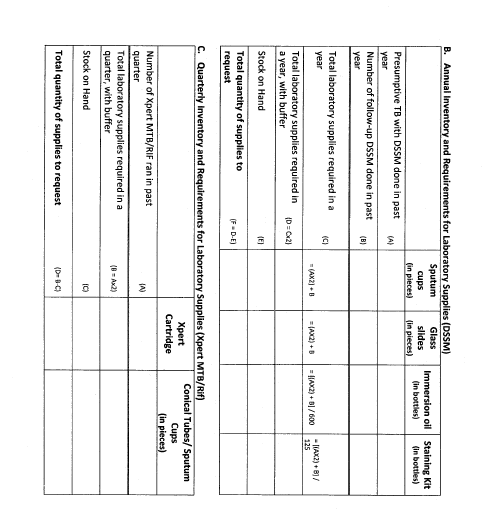 B. Annual Inventory and Requirements for Laboratory Supplies (DSSM)
Sputum
cups
(in pieces)
Glass
slides
(in pieces)
Immersion oil
(in bottles)
Staining Kit
(in bottles)
Presumptive TB with DSSM done in past
year
(A)
Number of follow-up DSSM done in past
year
(B)
Total laboratory supplies required in a
year
(C)
= (AX2) + B
= (AX2) + B
= [(AX2) + B] / 600
= [(AX2) + B] /
125
Total laboratory supplies required in
a year, with buffer
(D = Cx2)
Stock on Hand
(E)
Total quantity of supplies to
request
(F = D-E)
C. Quarterly Inventory and Requirements for Laboratory Supplies (Xpert MTB/Rif)
Xpert
Cartridge
Conical Tubes/ Sputum
Cups
(in pieces)
Number of Xpert MTB/RIF ran in past
quarter
(A)
Total laboratory supplies required in a
quarter, with buffer
(B = Ax2)
Stock on Hand
(C)
Total quantity of supplies to request
(D= B-C)